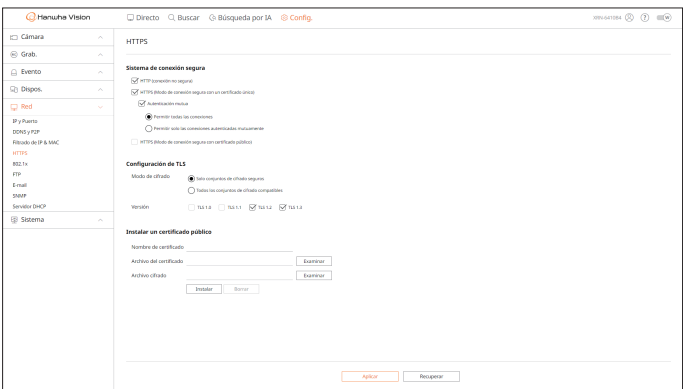 Hanwha Vision
Directo Buscar Búsqueda por IA Config.
Cámara
Grab.
Evento
Dispos.
Red
IP y Puerto
DDNS y P2P
Filtrado de IP & MAC
HTTPS
802.1x
FTP
E-mail
SNMP
Servidor DHCP
Sistema
HTTPS
Sistema de conexión segura
HTTP (conexión no segura)
HTTPS (Modo de conexión segura con un certificado único)
Autenticación mutua
Permitir todas las conexiones
Permitir solo las conexiones autenticadas mutuamente
HTTPS (Modo de conexión segura con certificado público)
Configuración de TLS
Modo de cifrado
Solo conjuntos de cifrado seguros
Todos los conjuntos de cifrado compatibles
Versión TLS 1.0 TLS 1.1 TLS 1.2 TLS 1.3
Instalar un certificado público
Nombre de certificado
Archivo del certificado Examinar
Archivo cifrado Examinar
Instalar Borrar
Aplicar Recuperar